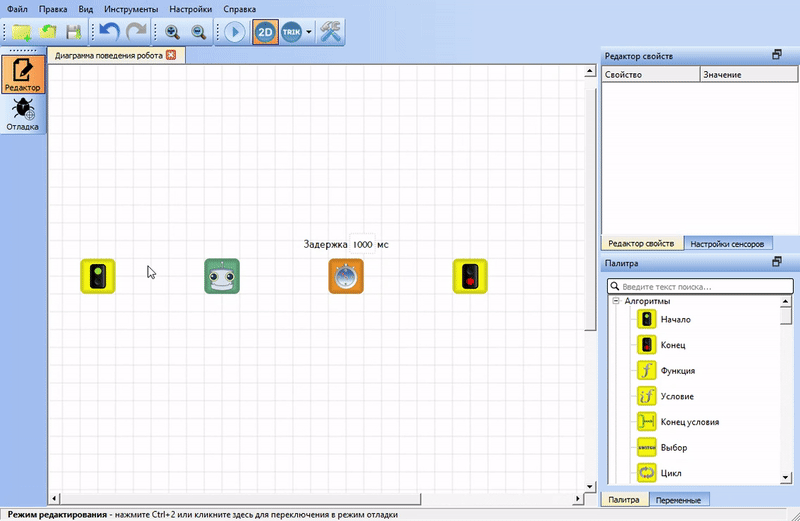 Файл Правка Вид Инструменты Настройки Справка
2D TRIK
Диаграмма поведения робота
Редактор
Отладка
Задержка 1000 мс
Редактор свойств
Свойство Значение
Редактор свойств Настройки сенсоров
Палитра
Введите текст поиска...
Алгоритмы
Начало
Конец
f Функция
if Условие
Конец условия
SWITCH Выбор
Цикл
Палитра Переменные
Режим редактирования - нажмите Ctrl+2 или кликните здесь для переключения в режим отладки